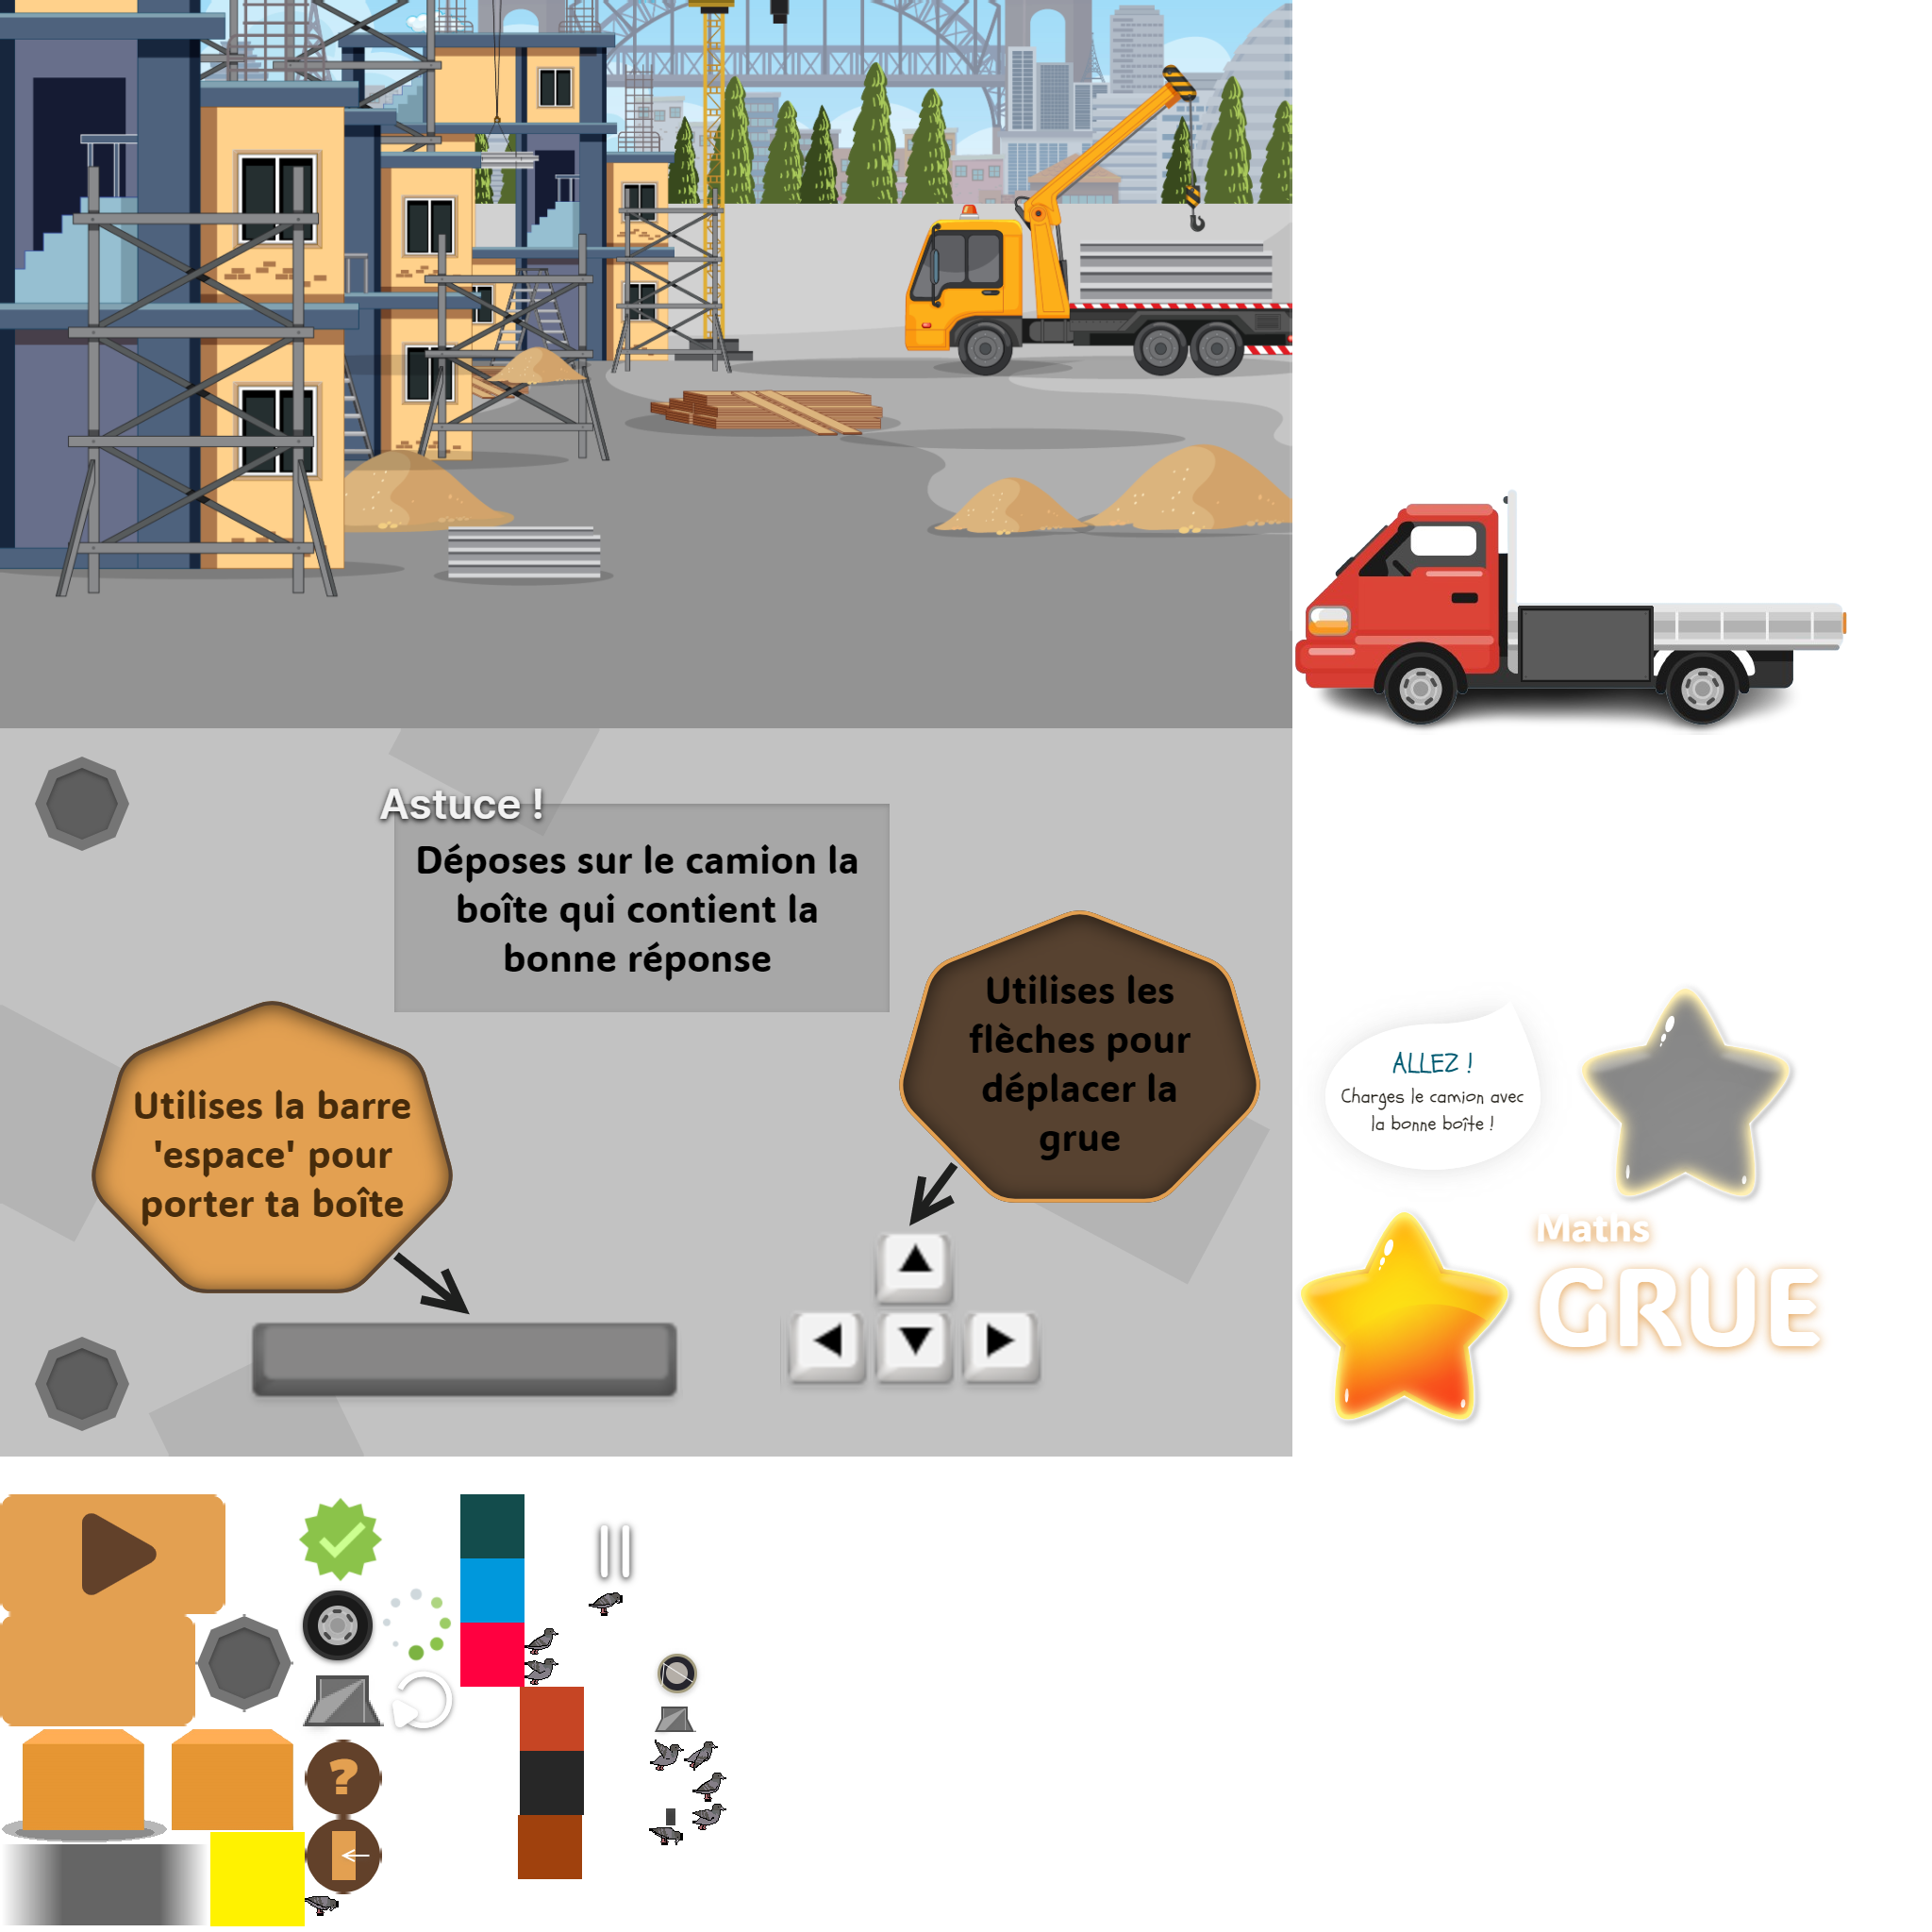 Astuce !
Déposes sur le camion la
boîte qui contient la
bonne réponse
Utilises les
flèches pour
déplacer la
grue
Utilises la barre
'espace' pour
porter ta boîte
ALLEZ !
Charges le camion avec
la bonne boîte !
Maths
GRUE
?